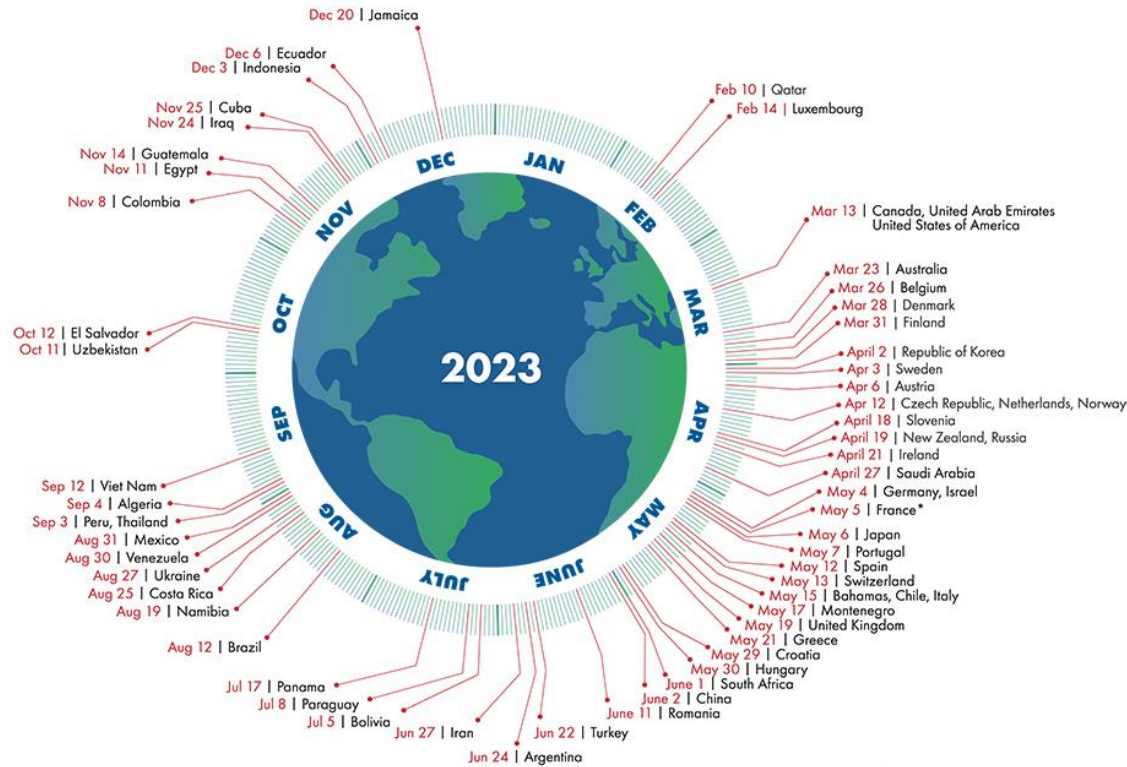 Dec 20 | Jamaica
Dec 6 | Ecuador
Dec 3 | Indonesia
Nov 25 | Cuba
Nov 24 | Iraq
Nov 14 | Guatemala
Nov 11 | Egypt
Nov 8 | Colombia
Oct 12 | El Salvador
Oct 11 | Uzbekistan
Sep 12 | Viet Nam
Sep 4 | Algeria
Sep 3 | Peru, Thailand
Aug 31 | Mexico
Aug 30 | Venezuela
Aug 27 | Ukraine
Aug 25 | Costa Rica
Aug 19 | Namibia
Aug 12 | Brazil
Jul 17 | Panama
Jul 8 | Paraguay
Jul 5 | Bolivia
Jun 27 | Iran
Jun 24 | Argentina
Jun 22 | Turkey
Feb 10 | Qatar
Feb 14 | Luxembourg
Mar 13 | Canada, United Arab Emirates
United States of America
Mar 23 | Australia
Mar 26 | Belgium
Mar 28 | Denmark
Mar 31 | Finland
April 2 | Republic of Korea
Apr 3 | Sweden
Apr 6 | Austria
Apr 12 | Czech Republic, Netherlands, Norway
April 18 | Slovenia
April 19 | New Zealand, Russia
April 21 | Ireland
April 27 | Saudi Arabia
May 4 | Germany, Israel
May 5 | France*
May 6 | Japan
May 7 | Portugal
May 12 | Spain
May 13 | Switzerland
May 15 | Bahamas, Chile, Italy
May 17 | Montenegro
May 19 | United Kingdom
May 21 | Greece
May 29 | Croatia
May 30 | Hungary
June 1 | South Africa
June 2 | China
June 11 | Romania
JAN
FEB
MAR
APR
MAY
JUNE
JULY
AUG
SEP
OCT
NOV
DEC
2023